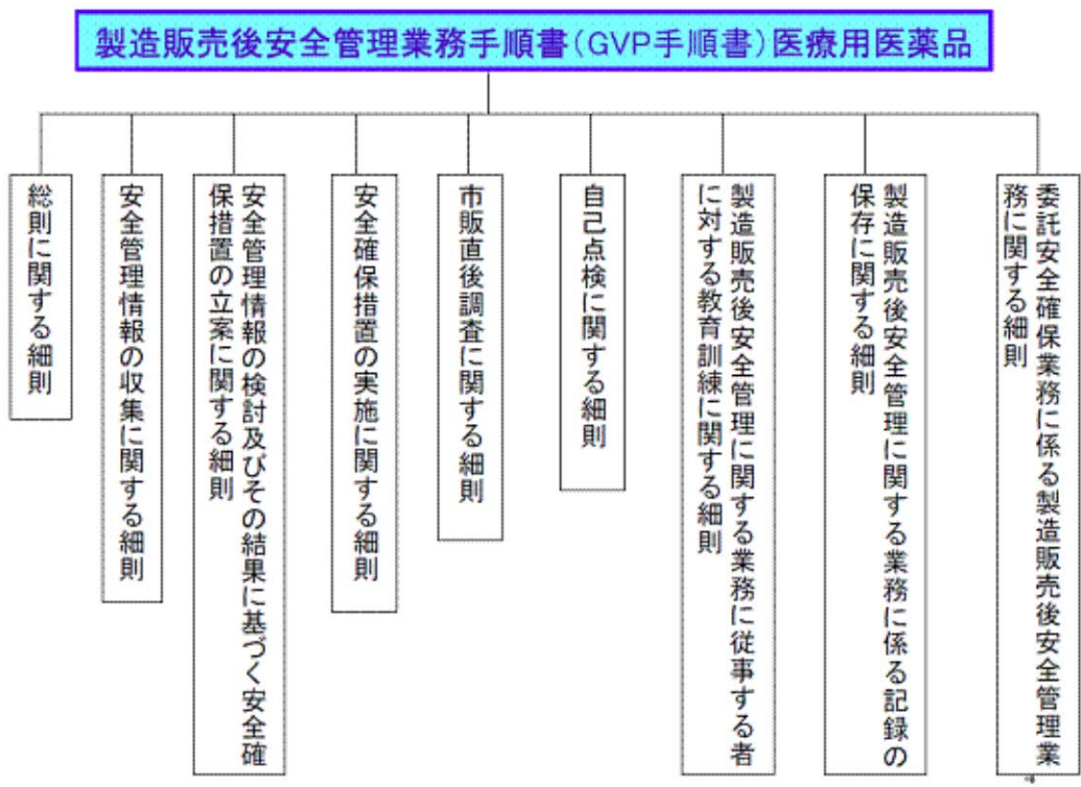 製造販売後安全管理業務手順書(GVP手順書)医療用医薬品
総則に関する細則
安全管理情報の収集に関する細則
安全管理情報の検討及びその結果に基づく安全確
保措置の立案に関する細則
安全確保措置の実施に関する細則
市販直後調査に関する細則
自己点検に関する細則
製造販売後安全管理に関する業務に従事する者
に対する教育訓練に関する細則
製造販売後安全管理に関する業務に係る記録の
保存に関する細則
委託安全確保業務に係る製造販売後安全管理業
務に関する細則